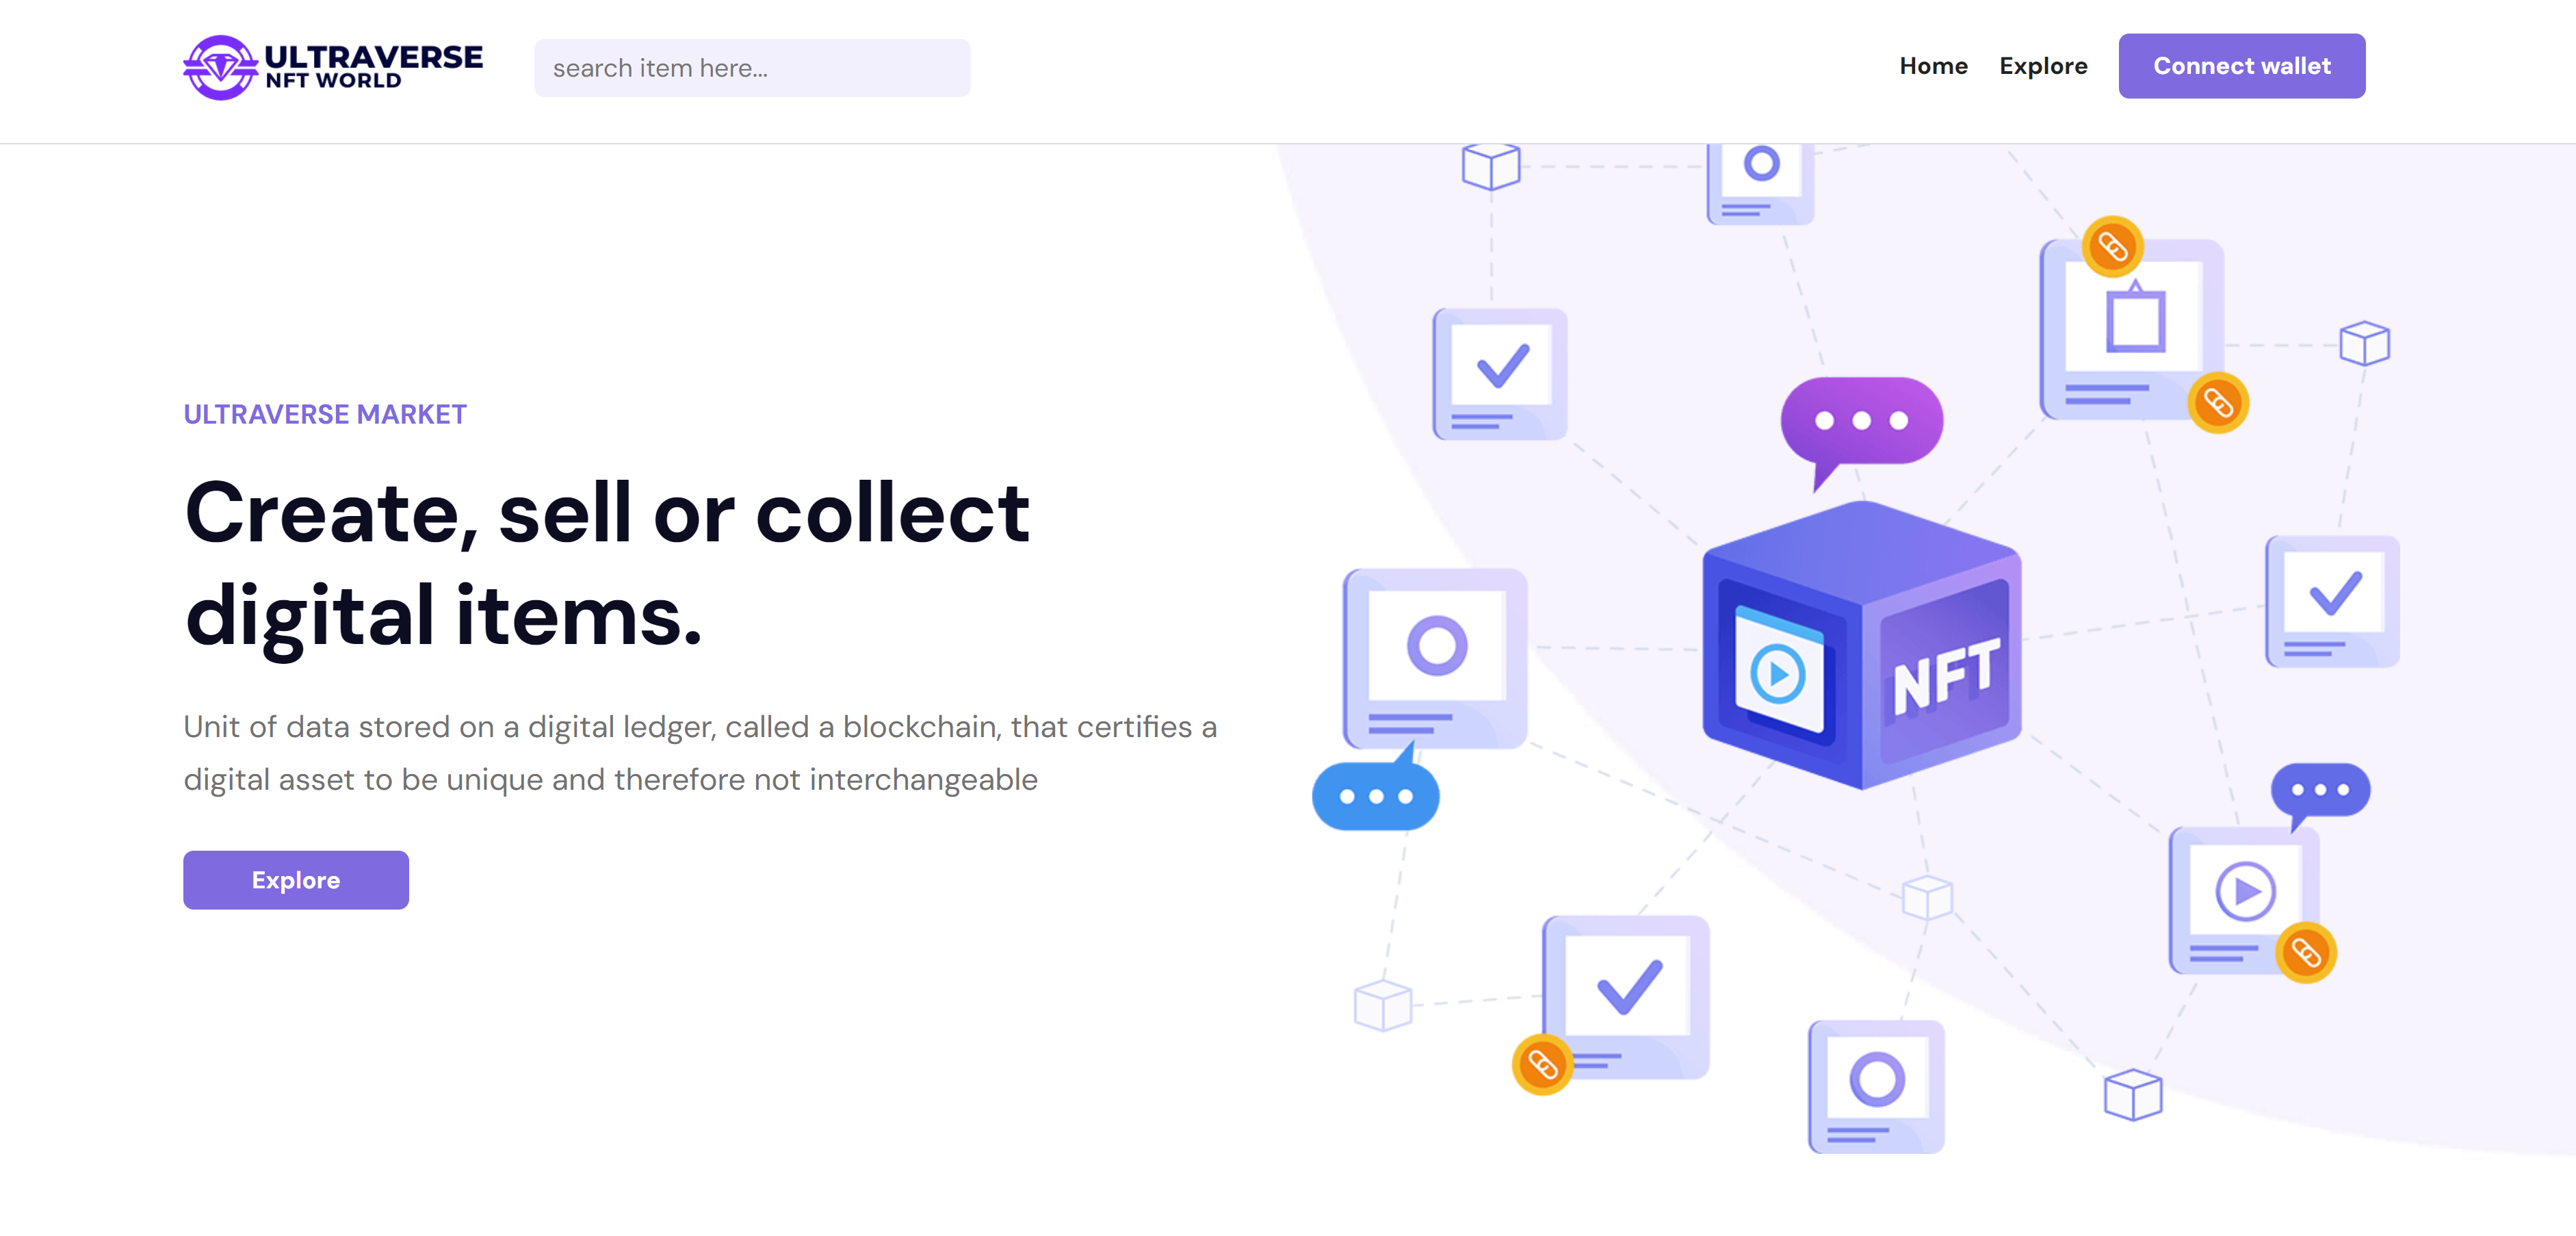 ULTRAVERSE
NFT WORLD
search item here...
Home
Explore
Connect wallet
ULTRAVERSE MARKET
Create, sell or collect
digital items.
Unit of data stored on a digital ledger, called a blockchain, that certifies a
digital asset to be unique and therefore not interchangeable
Explore
NFT